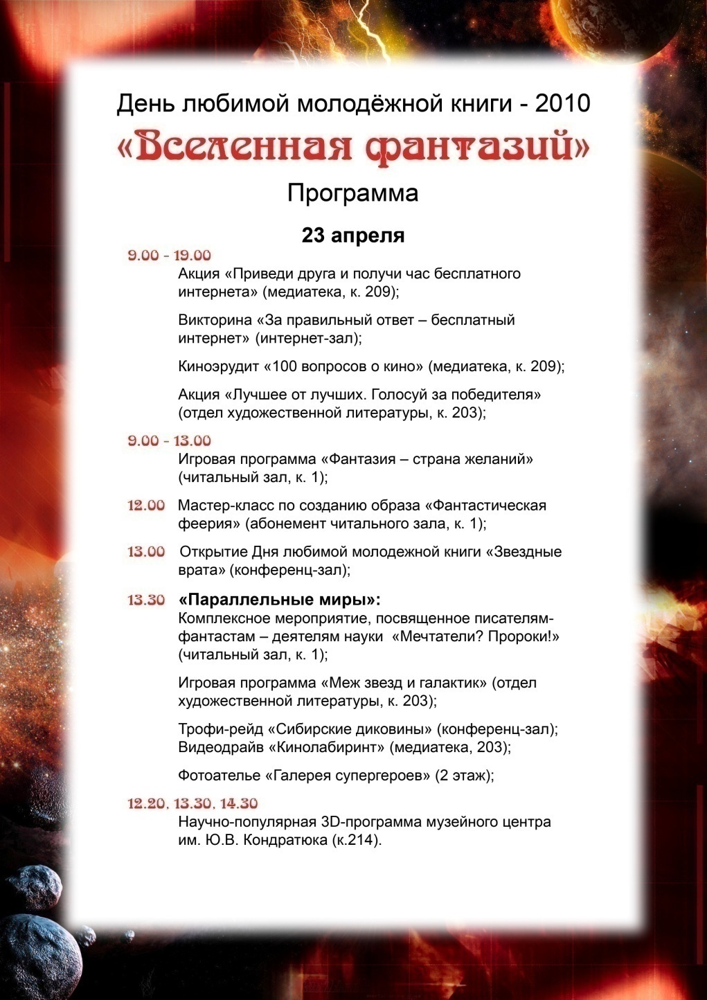 День любимой молодёжной книги - 2010
«Вселенная фантазий»
Программа
23 апреля
9.00 - 19.00
Акция «Приведи друга и получи час бесплатного
интернета» (медиатека, к. 209);
Викторина «За правильный ответ – бесплатный
интернет» (интернет-зал);
Киноэрудит «100 вопросов о кино» (медиатека, к. 209);
Акция «Лучшее от лучших. Голосуй за победителя»
(отдел художественной литературы, к. 203);
9.00 - 13.00
Игровая программа «Фантазия – страна желаний»
(читальный зал, к. 1);
12.00 Мастер-класс по созданию образа «Фантастическая
феерия» (абонемент читального зала, к. 1);
13.00 Открытие Дня любимой молодежной книги «Звездные
врата» (конференц-зал);
13.30 «Параллельные миры»:
Комплексное мероприятие, посвященное писателям-
фантастам – деятелям науки «Мечтатели? Пророки!»
(читальный зал, к. 1);
Игровая программа «Меж звезд и галактик» (отдел
художественной литературы, к. 203);
Трофи-рейд «Сибирские диковины» (конференц-зал);
Видеодрайв «Кинолабиринт» (медиатека, 203);
Фотоателье «Галерея супергероев» (2 этаж);
12.20, 13.30, 14.30
Научно-популярная 3D-программа музейного центра
им. Ю.В. Кондратюка (к.214).